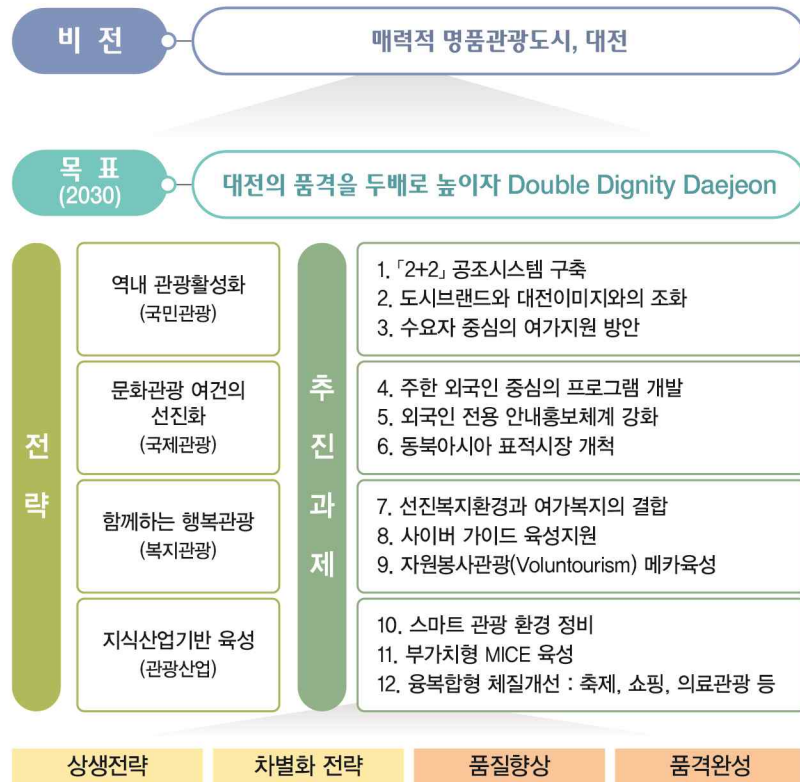 비 전
매력적 명품관광도시, 대전
목 표
(2030)
대전의 품격을 두배로 높이자 Double Dignity Daejeon
전략
역내 관광활성화
(국민관광)
문화관광 여건의
선진화
(국제관광)
함께하는 행복관광
(복지관광)
지식산업기반 육성
(관광산업)
추진과제
1. 「2+2」 공조시스템 구축
2. 도시브랜드와 대전이미지와의 조화
3. 수요자 중심의 여가지원 방안
4. 주한 외국인 중심의 프로그램 개발
5. 외국인 전용 안내홍보체계 강화
6. 동북아시아 표적시장 개척
7. 선진복지환경과 여가복지의 결합
8. 사이버 가이드 육성지원
9. 자원봉사관광(Voluntourism) 메카육성
10. 스마트 관광 환경 정비
11. 부가치형 MICE 육성
12. 융복합형 체질개선 : 축제, 쇼핑, 의료관광 등
상생전략
차별화 전략
품질향상
품격완성